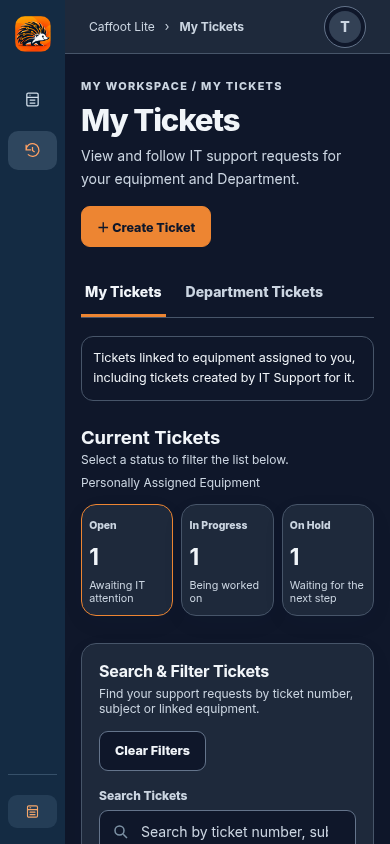 Caffoot Lite › My Tickets
T
MY WORKSPACE / MY TICKETS
My Tickets
View and follow IT support requests for
your equipment and Department.
+ Create Ticket
My Tickets
Department Tickets
Tickets linked to equipment assigned to you,
including tickets created by IT Support for it.
Current Tickets
Select a status to filter the list below.
Personally Assigned Equipment
Open
1
Awaiting IT
attention
In Progress
1
Being worked
on
On Hold
1
Waiting for the
next step
Search & Filter Tickets
Find your support requests by ticket number,
subject or linked equipment.
Clear Filters
Search Tickets
Search by ticket number,